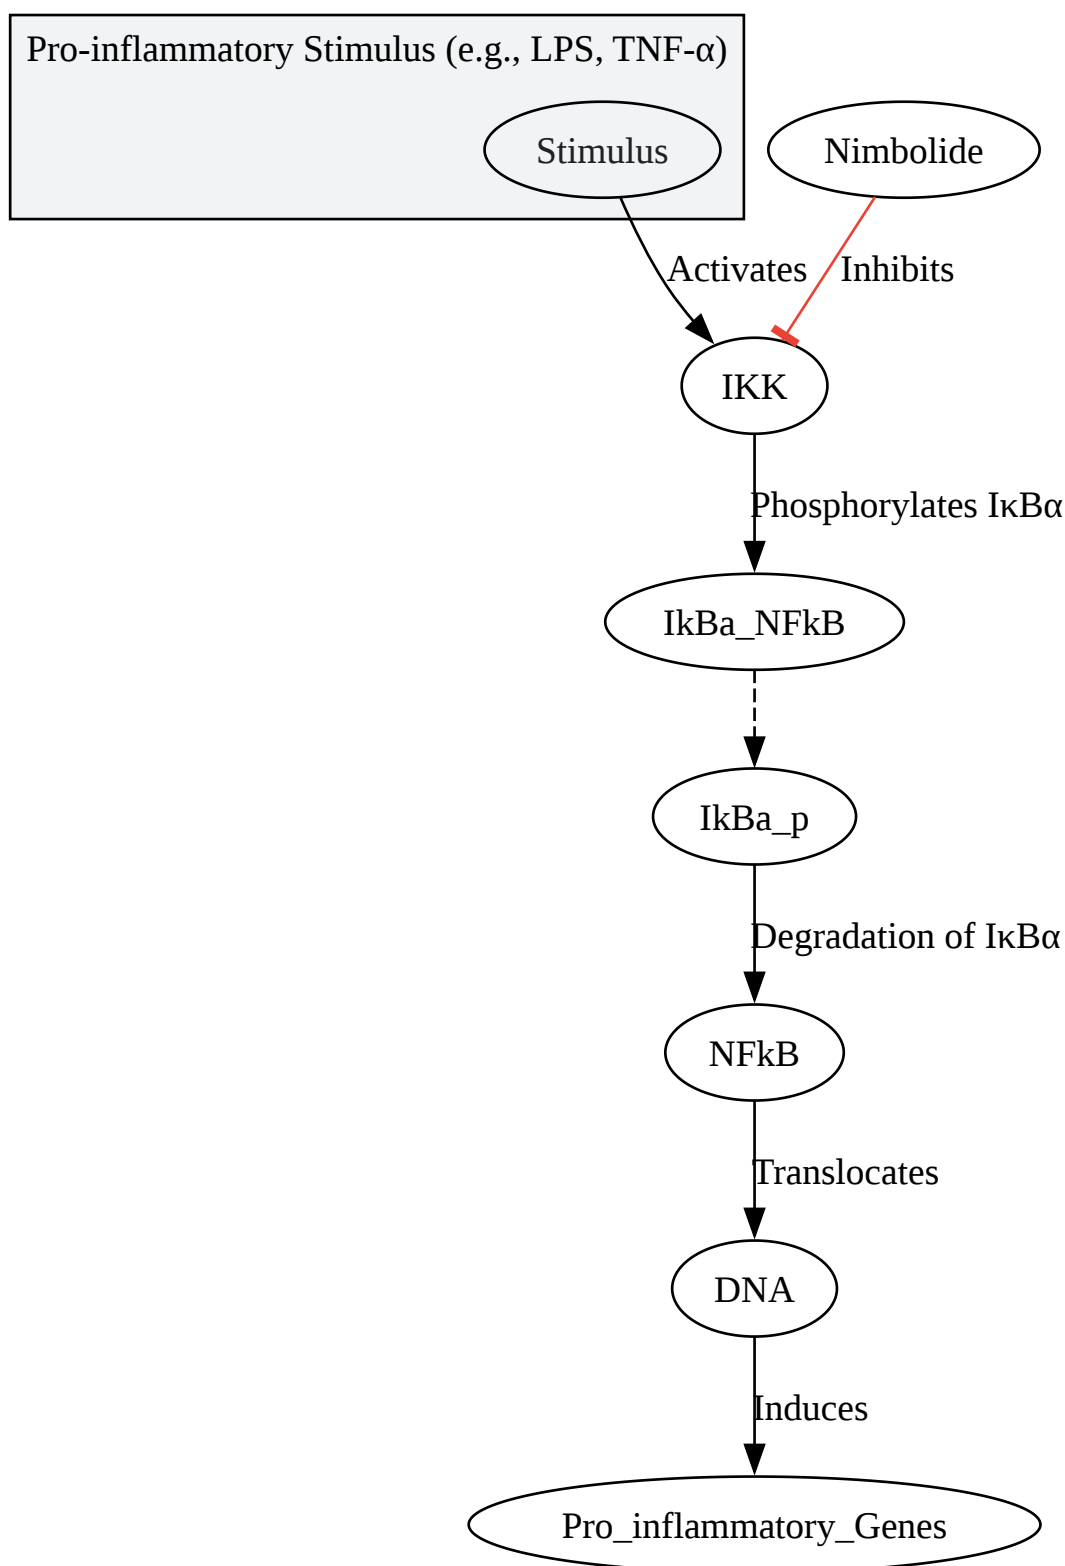 Pro-inflammatory Stimulus (e.g., LPS, TNF-α)
Stimulus
Nimbolide
Activates
Inhibits
IKK
Phosphorylates IκBα
IkBa_NFkB
IkBa_p
Degradation of IκBα
NFkB
Translocates
DNA
Induces
Pro_inflammatory_Genes